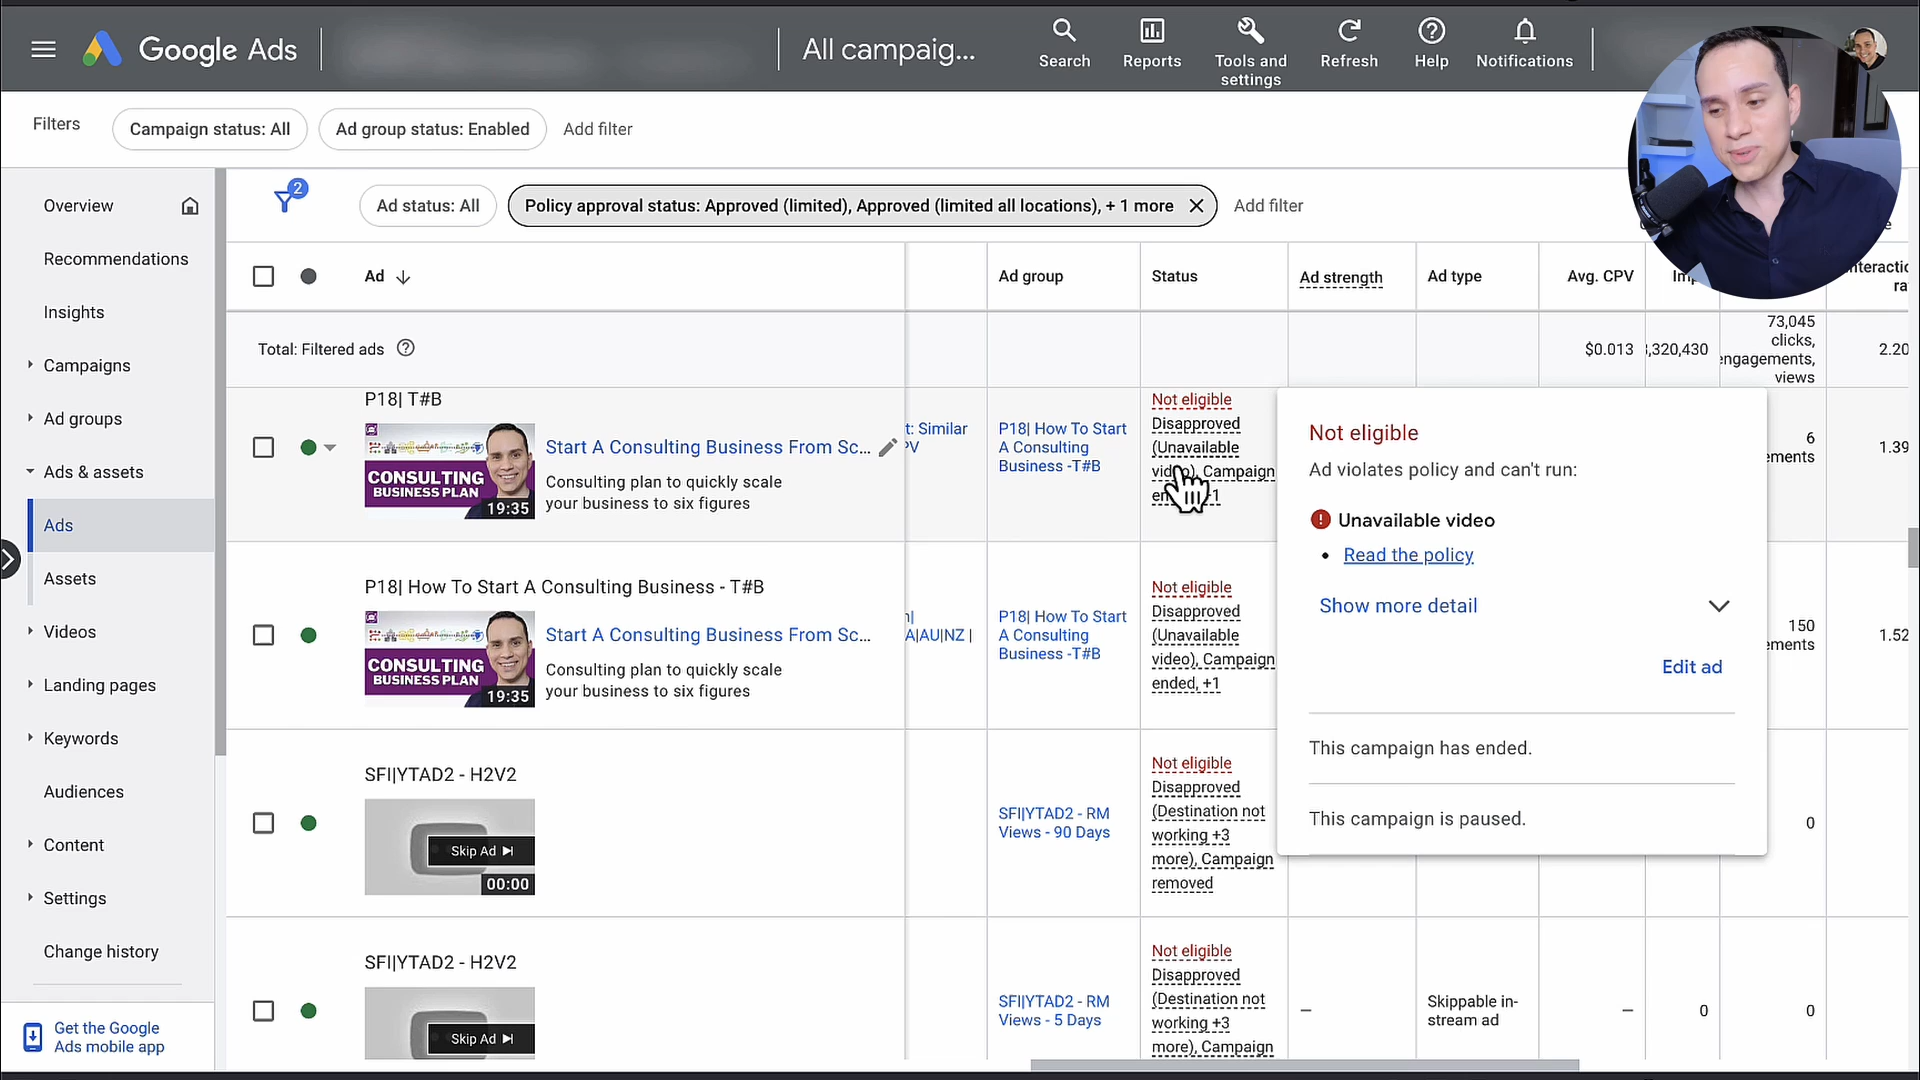 Google Ads
All campaig...
Search
Reports
Tools and
settings
Refresh
Help
Notifications
Filters
Campaign status: All
Ad group status: Enabled
Add filter
Overview
Recommendations
Insights
Campaigns
Ad groups
Ads & assets
Ads
Assets
Videos
Landing pages
Keywords
Audiences
Content
Settings
Change history
Get the Google
Ads mobile app
2
Ad status: All
Policy approval status: Approved (limited), Approved (limited all locations), + 1 more
Add filter
Ad
Ad group
Status
Ad strength
Ad type
Avg. CPV
Total: Filtered ads
$0.013
,320,430
73,045
clicks,
engagements,
views
2.20
P18| T#B
CONSULTING
BUSINESS PLAN
19:35
Start A Consulting Business From Sc...
Consulting plan to quickly scale
your business to six figures
t: Similar
PV
P18| How To Start
A Consulting
Business -T#B
Not eligible
Disapproved
(Unavailable
video), Campaign
+1
6
ements
1.39
P18| How To Start A Consulting Business - T#B
CONSULTING
BUSINESS PLAN
19:35
Start A Consulting Business From Sc...
Consulting plan to quickly scale
your business to six figures
A|AU|NZ |
P18| How To Start
A Consulting
Business -T#B
Not eligible
Disapproved
(Unavailable
video), Campaign
ended, +1
150
ements
1.52
SFI|YTAD2 - H2V2
Skip Ad
00:00
SFI|YTAD2 - RM
Views - 90 Days
Not eligible
Disapproved
(Destination not
working +3
more), Campaign
removed
0
SFI|YTAD2 - H2V2
Skip Ad
SFI|YTAD2 - RM
Views - 5 Days
Not eligible
Disapproved
(Destination not
working +3
more), Campaign
–
Skippable in-
stream ad
–
0
0
Not eligible
Ad violates policy and can't run:
Unavailable video
Read the policy
Show more detail
Edit ad
This campaign has ended.
This campaign is paused.